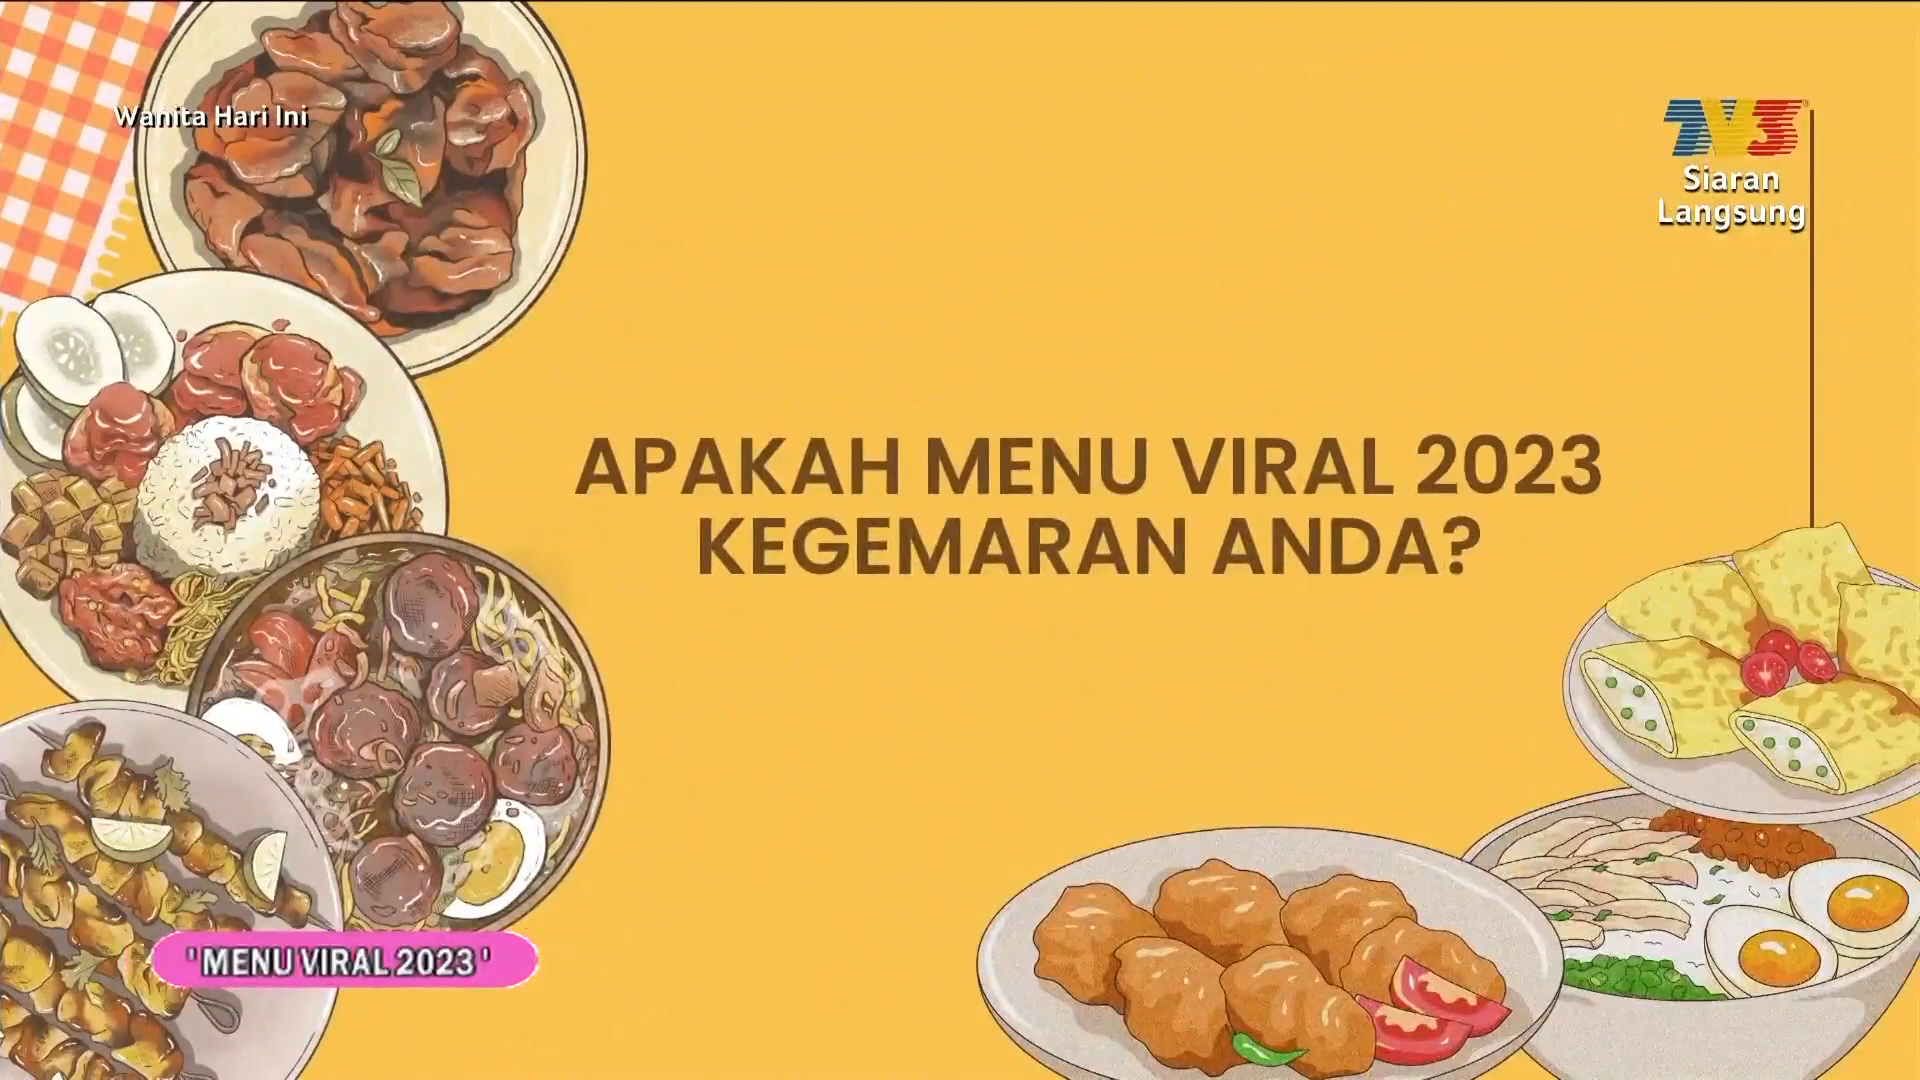 Wanita Hari Ini
TV3
Siaran
Langsung
APAKAH MENU VIRAL 2023
KEGEMARAN ANDA?
'MENU VIRAL 2023'